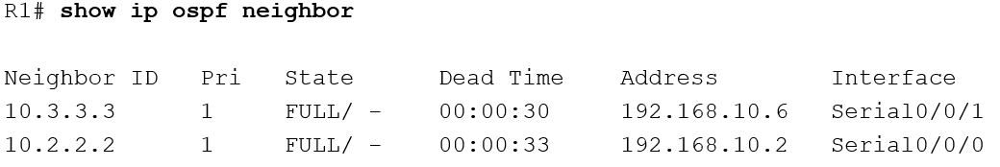 R1# show ip ospf neighbor
Neighbor ID Pri State Dead Time Address Interface
10.3.3.3 1 FULL/ - 00:00:30 192.168.10.6 Serial0/0/1
10.2.2.2 1 FULL/ - 00:00:33 192.168.10.2 Serial0/0/0